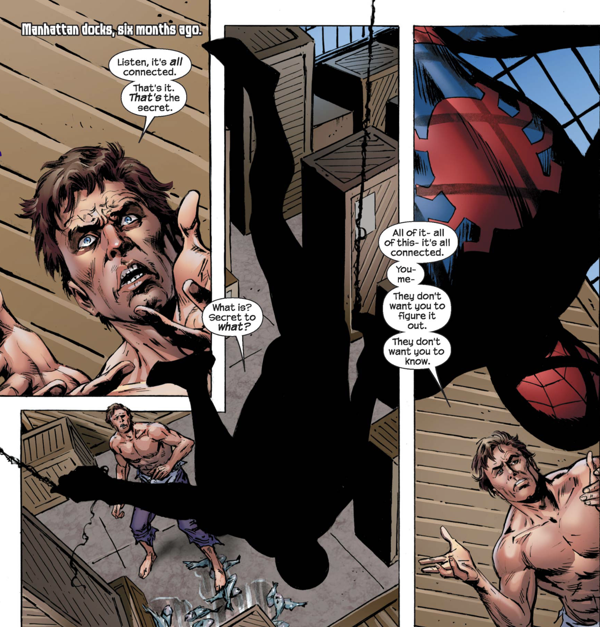 Manhattan docks, six months ago.
Listen, it's all
connected.
That's it.
That's the
secret.
What is?
Secret to
what?
All of it- all
of this- it's all
connected.
You-
me-
They don't
want you to
figure it
out.
They don't
want you to
know.